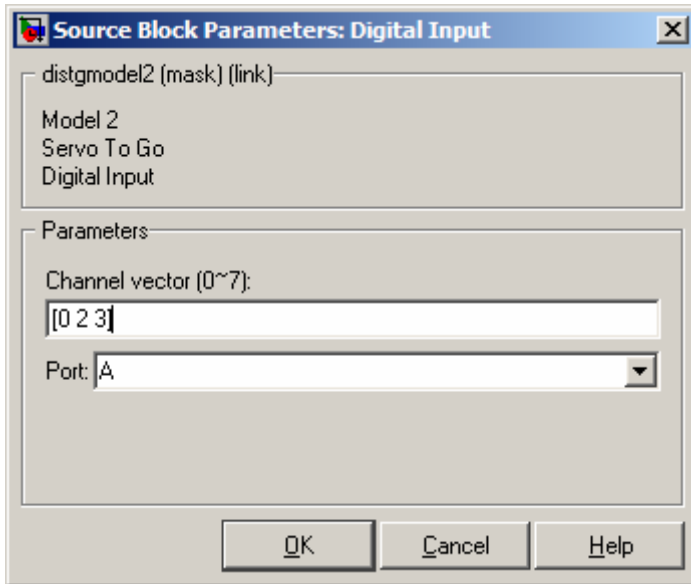 Source Block Parameters: Digital Input
distgmodel2 (mask) (link)
Model 2
Servo To Go
Digital Input
Parameters
Channel vector (0~7):
[0 2 3]
Port: A
OK
Cancel
Help